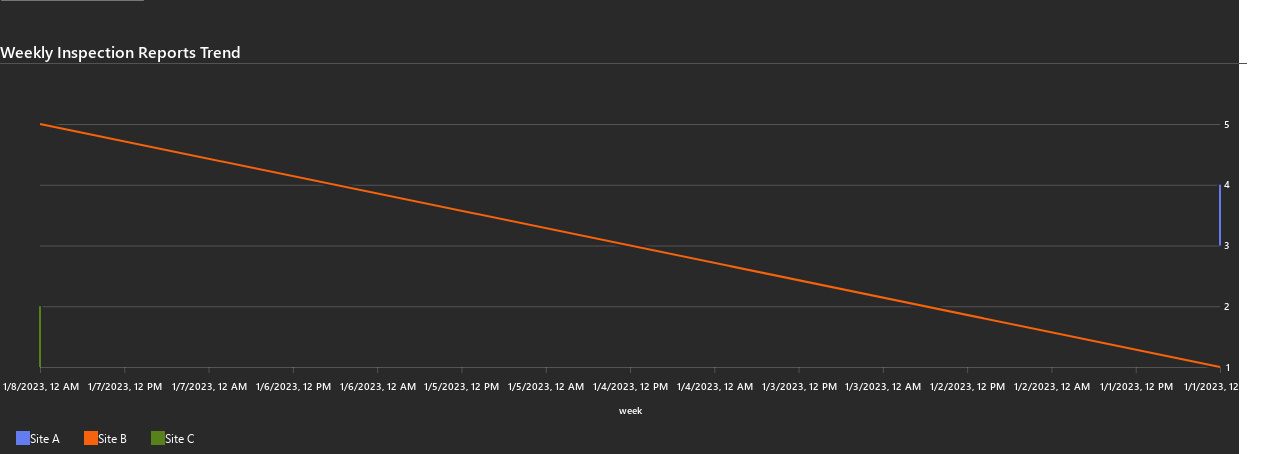 Weekly Inspection Reports Trend
5
4
3
2
1
1/8/2023, 12 AM 1/7/2023, 12 PM 1/7/2023, 12 AM 1/6/2023, 12 PM 1/6/2023, 12 AM 1/5/2023, 12 PM 1/5/2023, 12 AM 1/4/2023, 12 PM 1/4/2023, 12 AM 1/3/2023, 12 PM 1/3/2023, 12 AM 1/2/2023, 12 PM 1/2/2023, 12 AM 1/1/2023, 12 PM 1/1/2023, 12
week
Site A Site B Site C